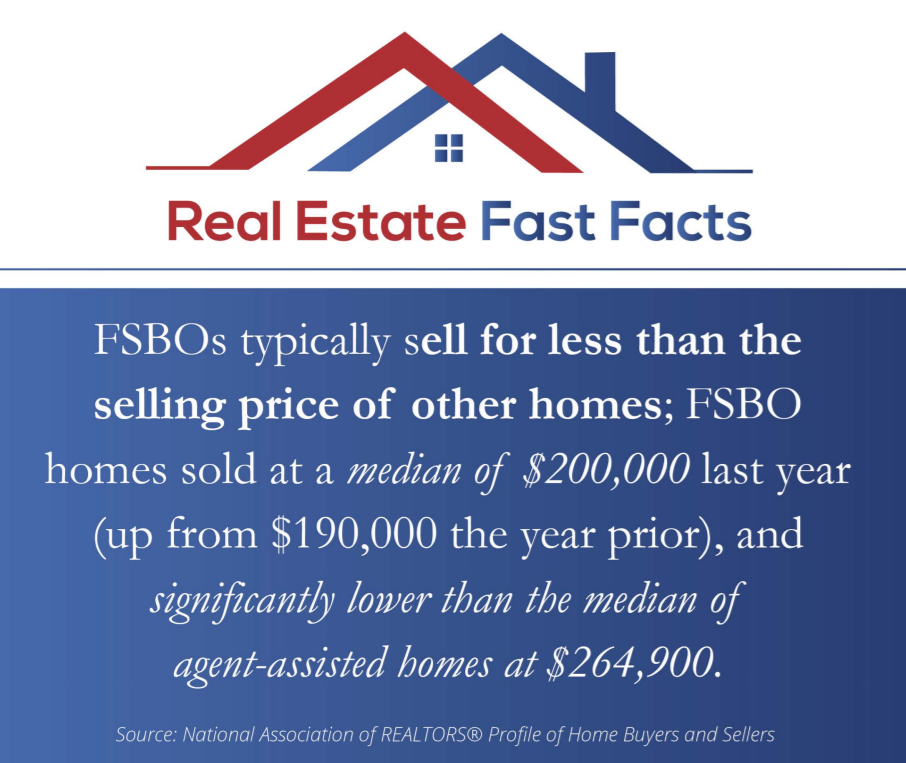 Real Estate Fast Facts
FSBOs typically sell for less than the
selling price of other homes; FSBO
homes sold at a median of $200,000 last year
(up from $190,000 the year prior), and
significantly lower than the median of
agent-assisted homes at $264,900.
Source: National Association of REALTORS® Profile of Home Buyers and Sellers